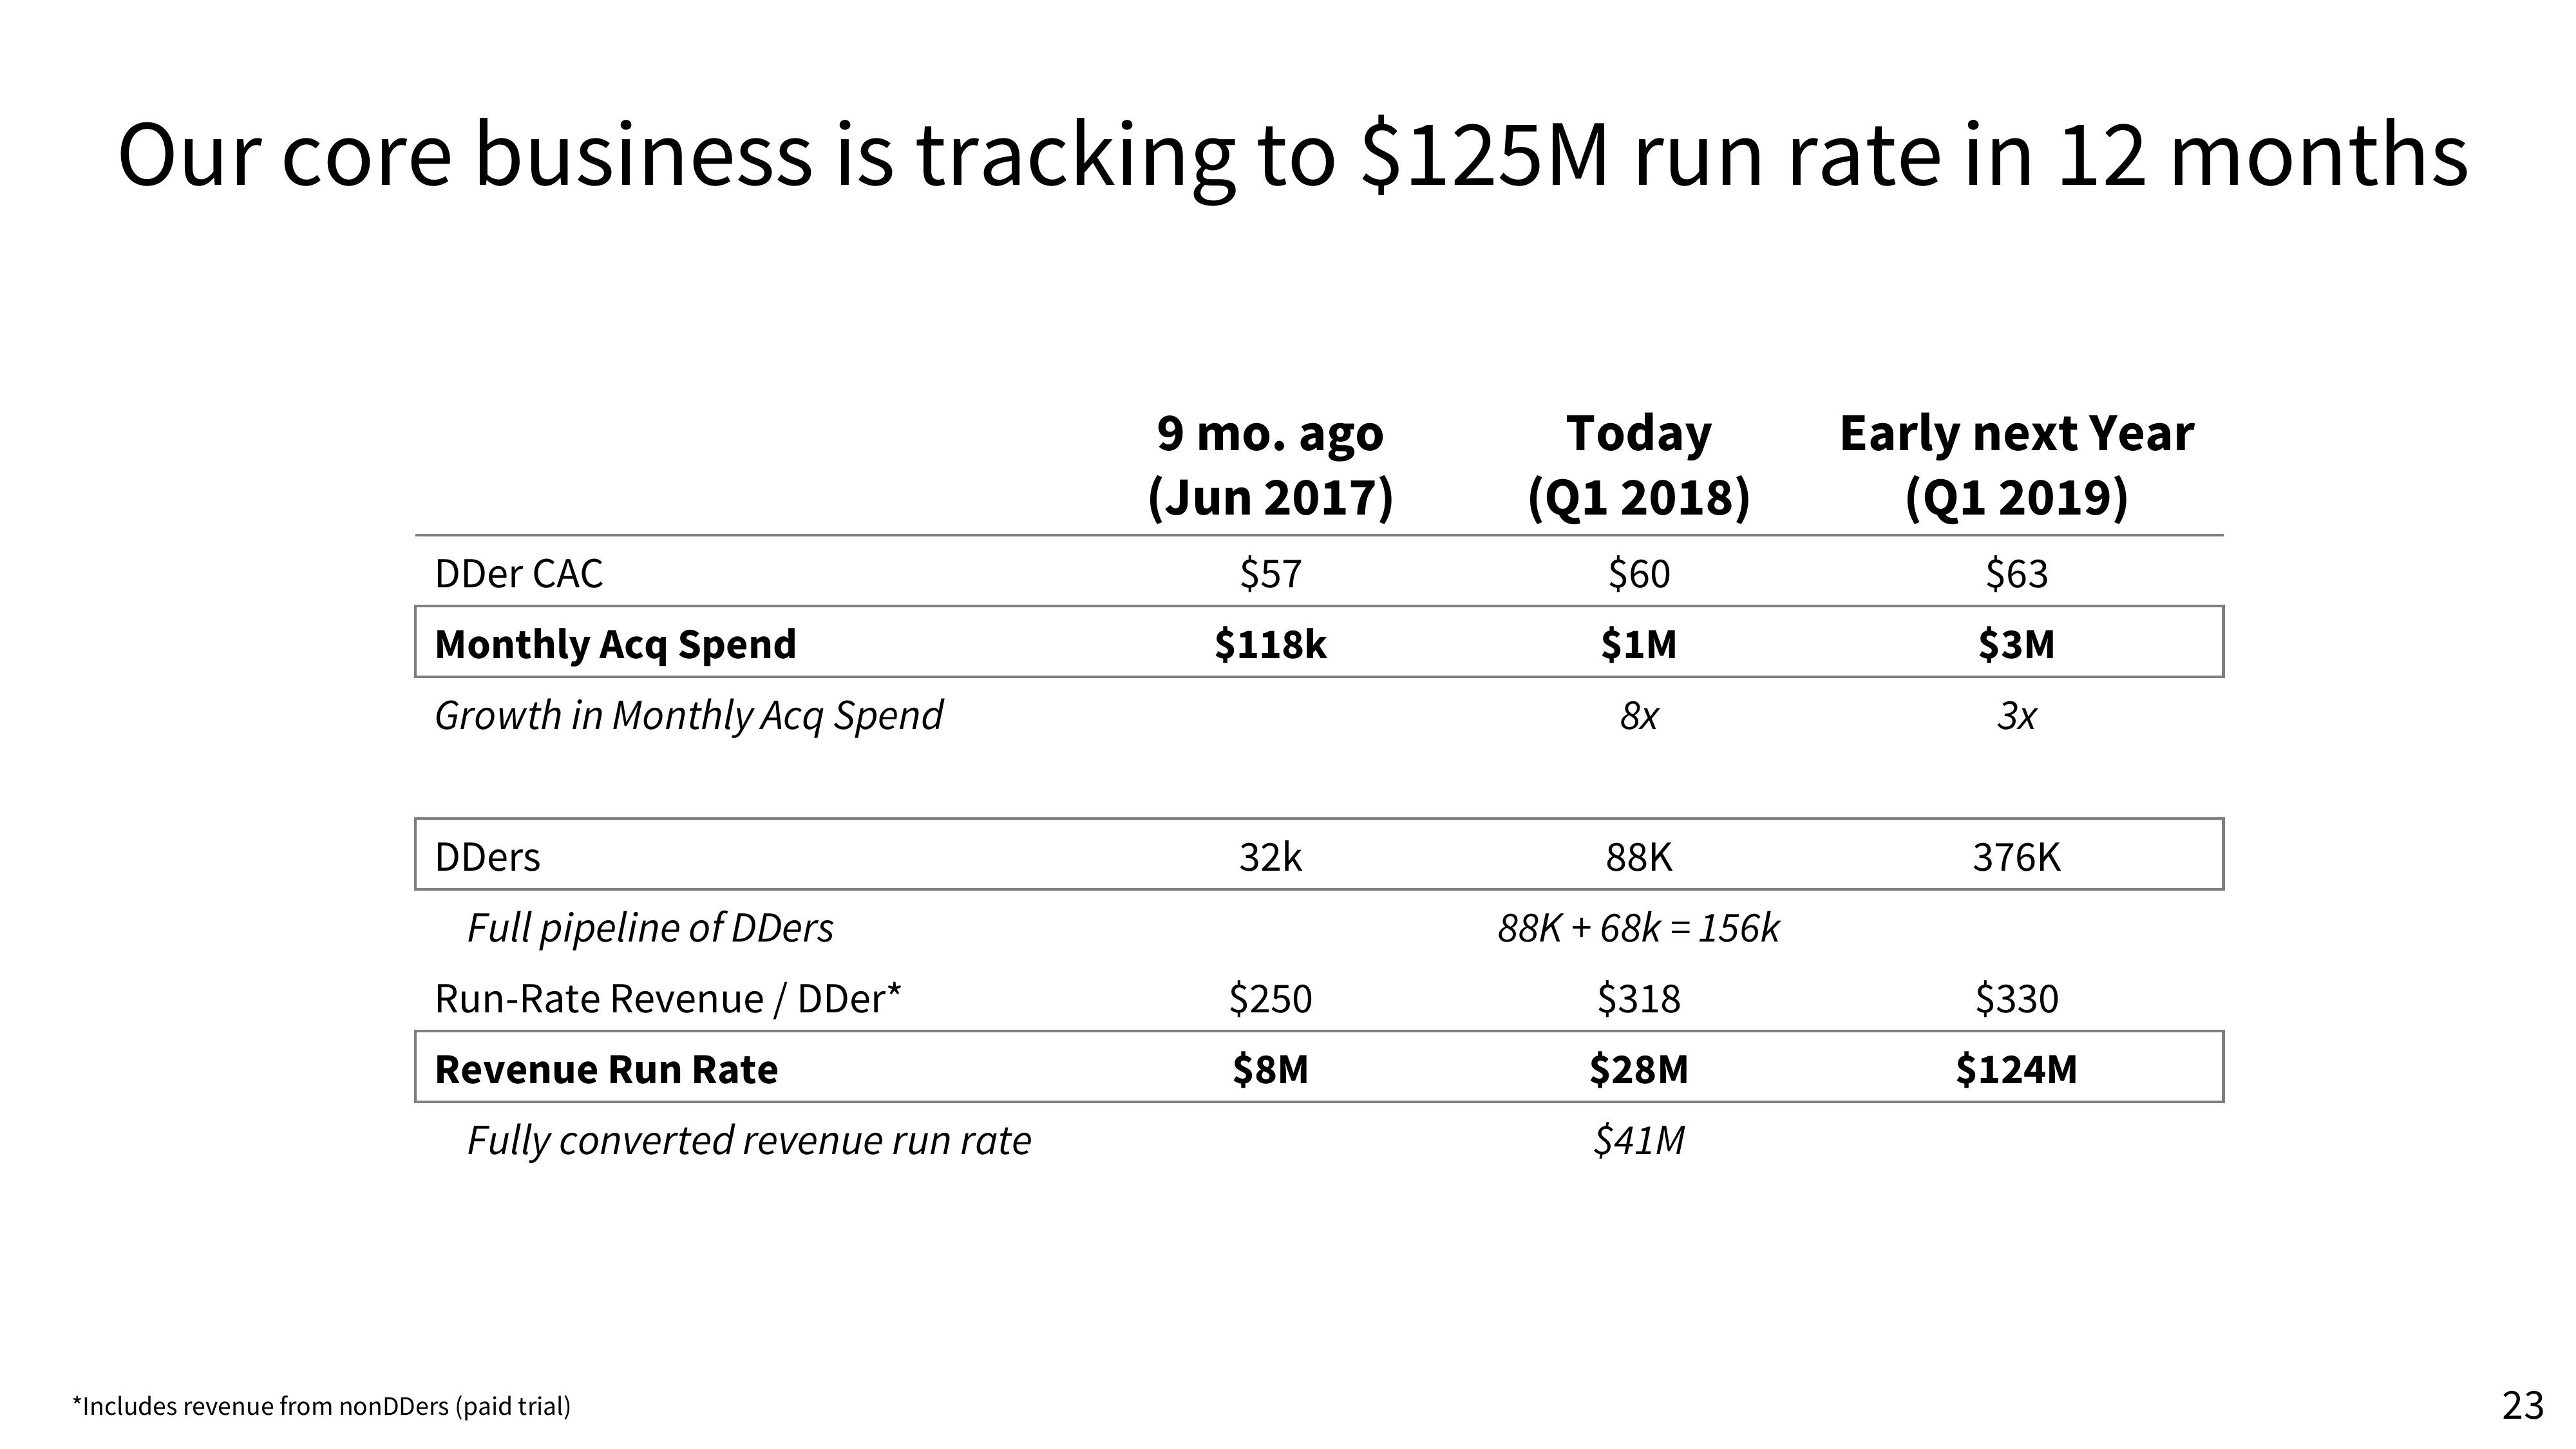 Our core business is tracking to $125M run rate in 12 months
9 mo. ago Today Early next Year
(Jun 2017) (Q1 2018) (Q1 2019)
DDer CAC $57 $60 $63
Monthly Acq Spend $118k $1M $3M
Growth in Monthly Acq Spend 8x 3x
DDers 32k 88K 376K
Full pipeline of DDers 88K + 68k = 156k
Run-Rate Revenue / DDer* $250 $318 $330
Revenue Run Rate $8M $28M $124M
Fully converted revenue run rate $41M
*Includes revenue from nonDDers (paid trial)
23